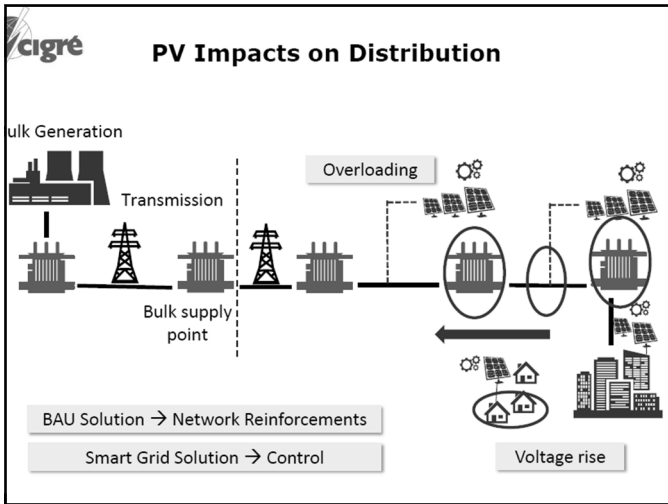 cigré
PV Impacts on Distribution
ulk Generation
Overloading
Transmission
Bulk supply
point
BAU Solution → Network Reinforcements
Smart Grid Solution → Control
Voltage rise